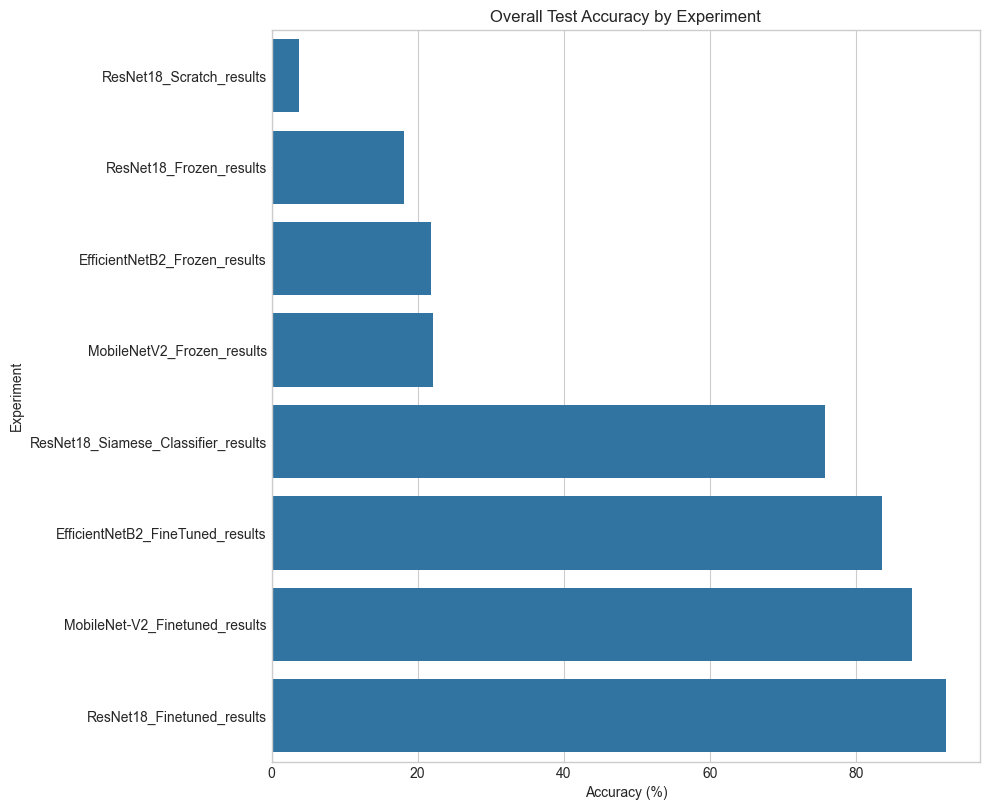 Overall Test Accuracy by Experiment
Experiment
ResNet18_Scratch_results
ResNet18_Frozen_results
EfficientNetB2_Frozen_results
MobileNetV2_Frozen_results
ResNet18_Siamese_Classifier_results
EfficientNetB2_FineTuned_results
MobileNet-V2_Finetuned_results
ResNet18_Finetuned_results
0 20 40 60 80
Accuracy (%)